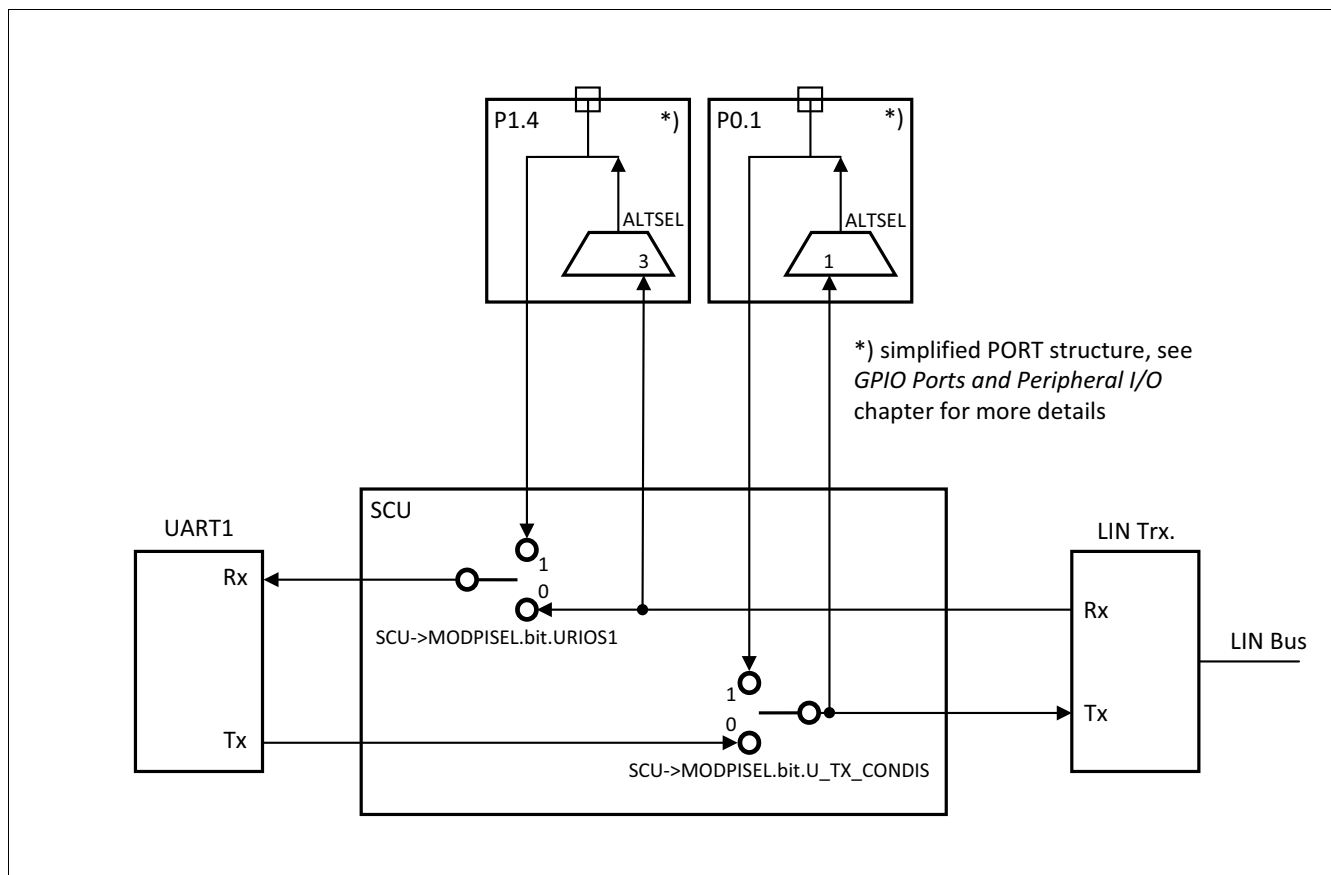 P1.4
*)
P0.1
*)
ALTSEL
ALTSEL
3
1
*) simplified PORT structure, see
GPIO Ports and Peripheral I/O
chapter for more details
SCU
UART1
LIN Trx.
Rx
1
0
Rx
SCU->MODPISEL.bit.URIOS1
LIN Bus
1
0
Tx
Tx
SCU->MODPISEL.bit.U_TX_CONDIS